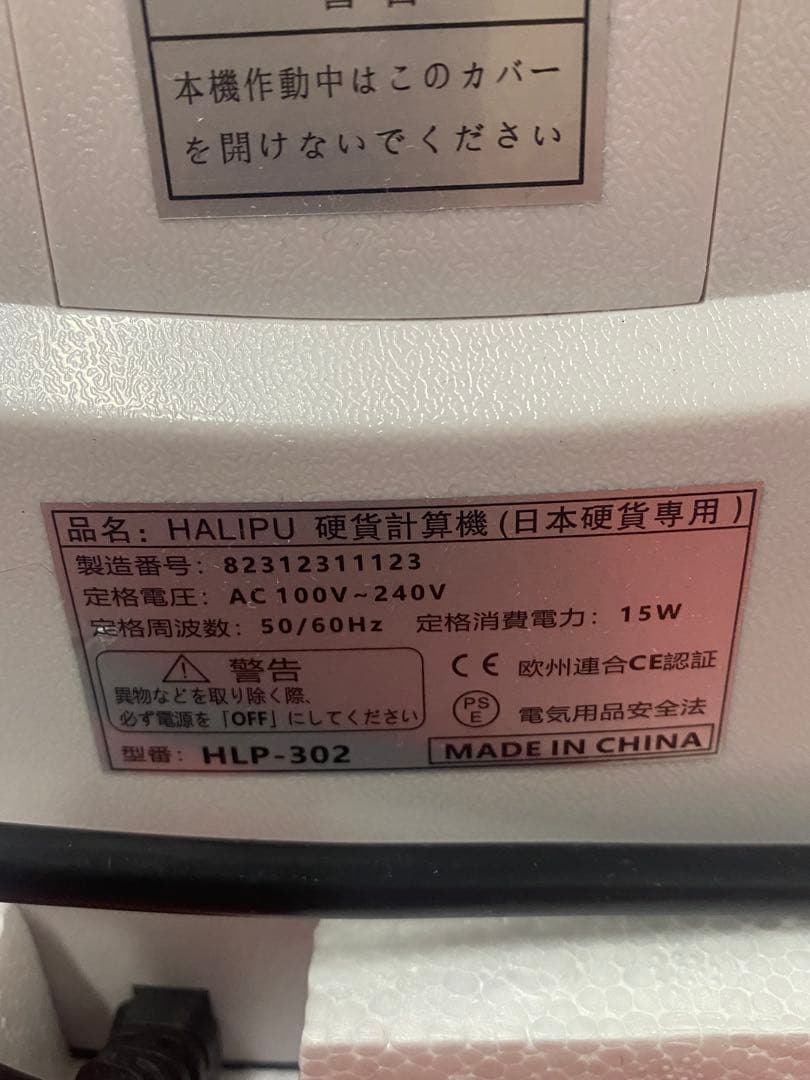 警告
本機作動中はこのカバー
を開けないでください
品名: HALIPU 硬貨計算機(日本硬貨専用)
製造番号: 82312311123
定格電圧: AC 100V~240V
定格周波数: 50/60Hz 定格消費電力: 15W
警告
異物などを取り除く際、
必ず電源を「OFF」にしてください
CE 欧州連合CE認証
PSE 電気用品安全法
型番: HLP-302
MADE IN CHINA